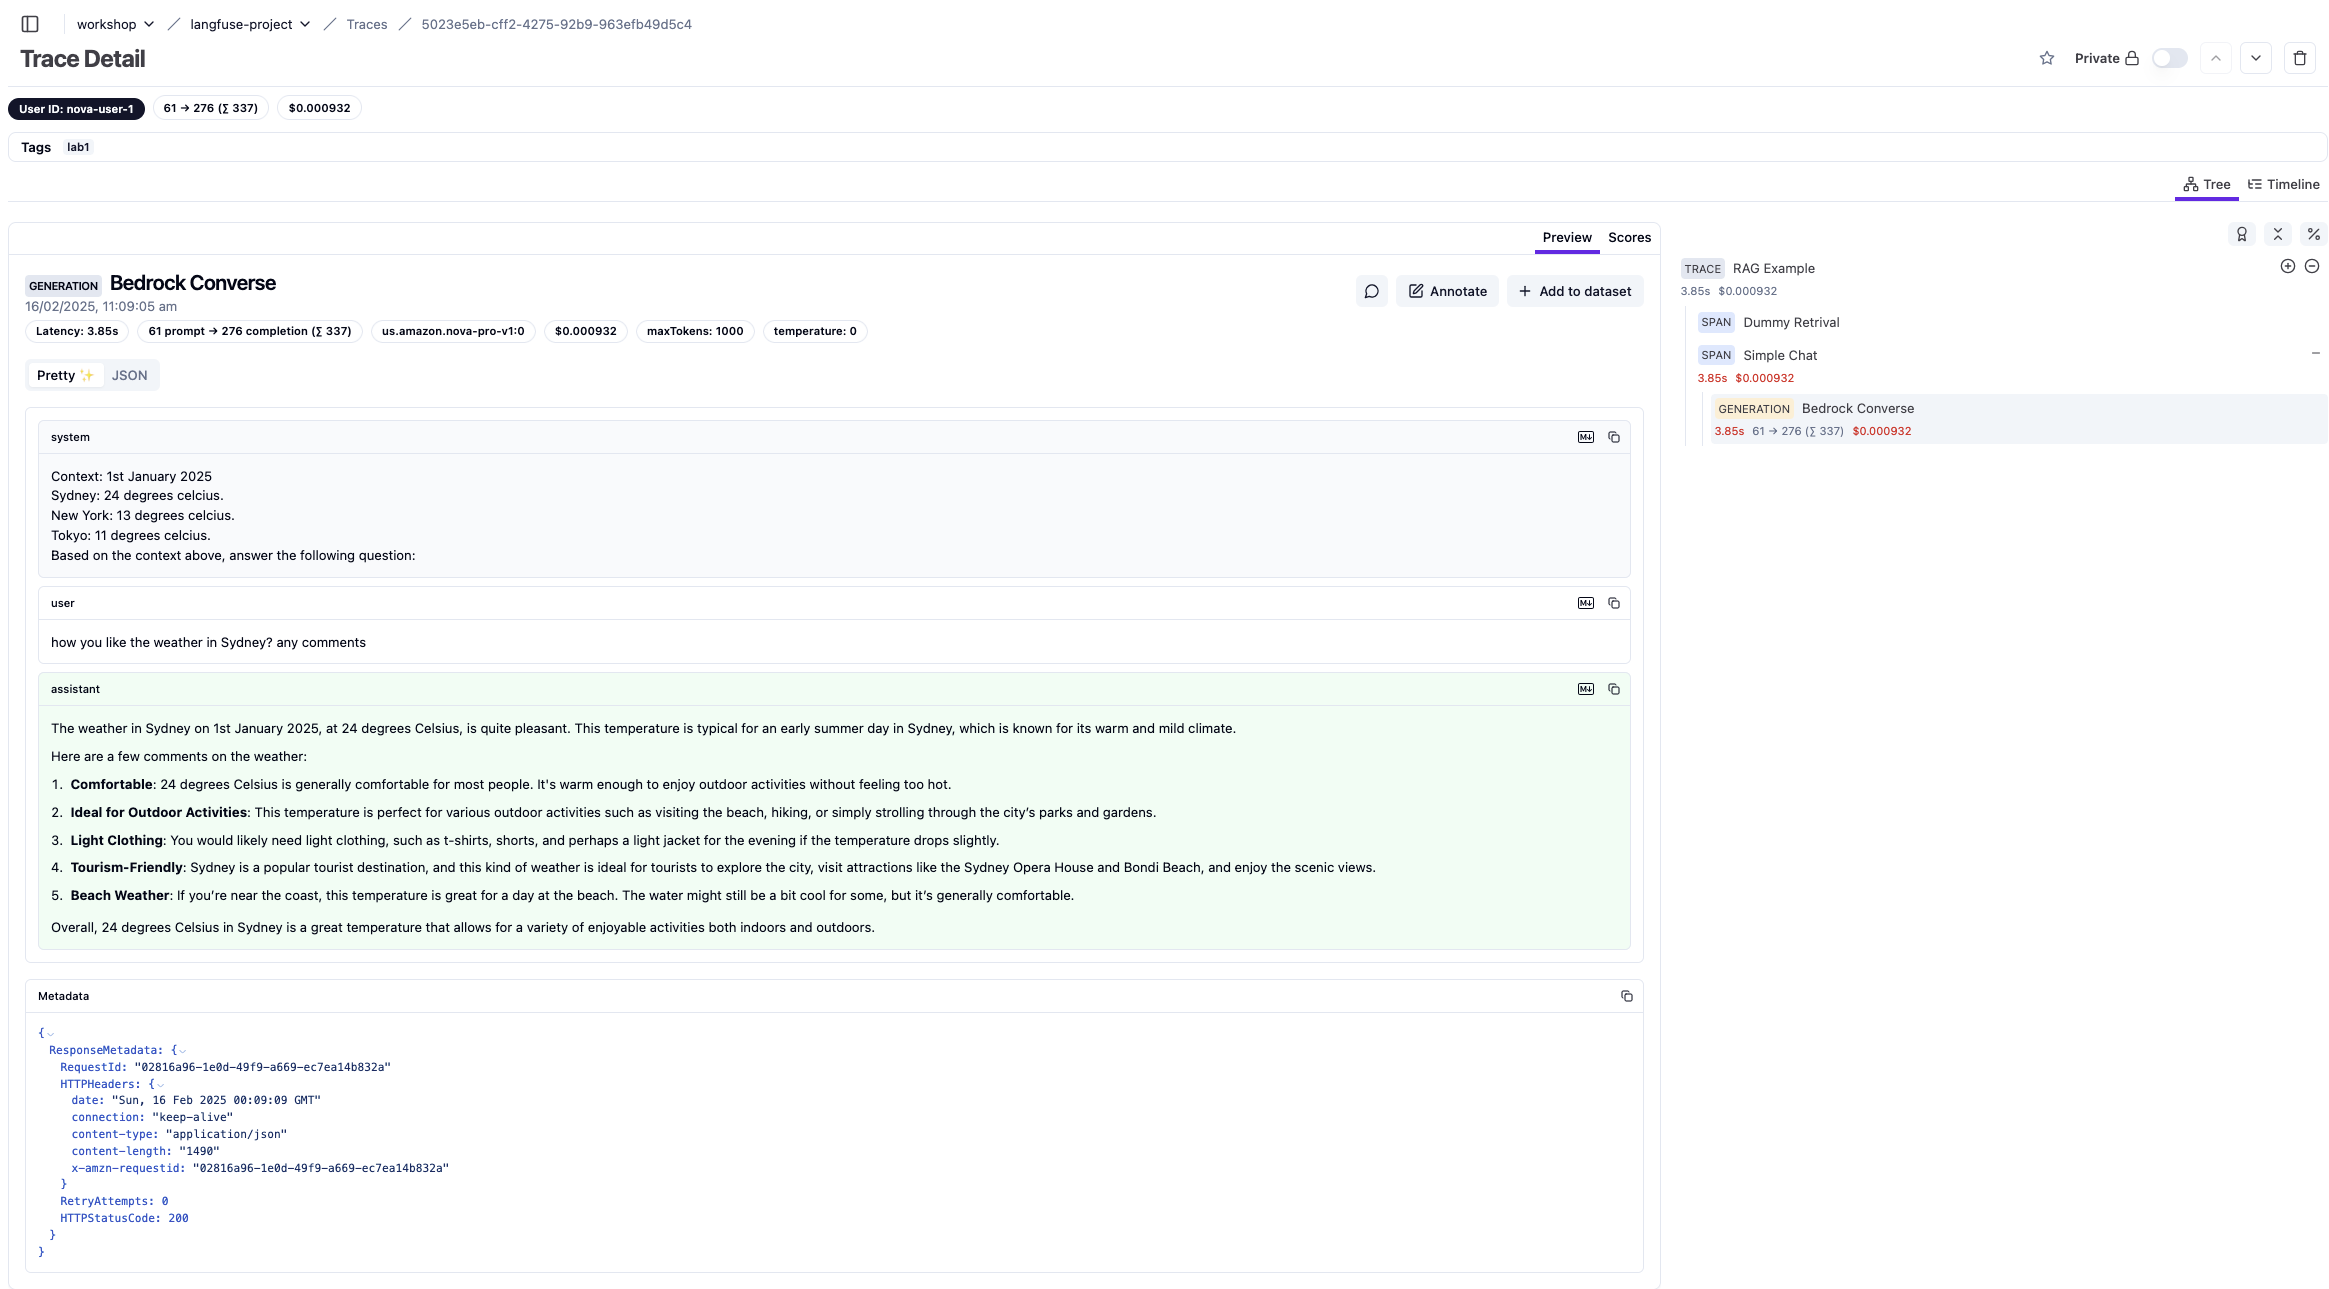 workshop / langfuse-project / Traces / 5023e5eb-cff2-4275-92b9-963efb49d5c4
Trace Detail
Private
User ID: nova-user-1 61 → 276 (∑ 337) $0.000932
Tags lab1
Tree Timeline
Preview Scores
GENERATION Bedrock Converse
16/02/2025, 11:09:05 am
Annotate + Add to dataset
Latency: 3.85s 61 prompt → 276 completion (∑ 337) us.amazon.nova-pro-v1:0 $0.000932 maxTokens: 1000 temperature: 0
Pretty ✨ JSON
system
Context: 1st January 2025
Sydney: 24 degrees celcius.
New York: 13 degrees celcius.
Tokyo: 11 degrees celcius.
Based on the context above, answer the following question:
user
how you like the weather in Sydney? any comments
assistant
The weather in Sydney on 1st January 2025, at 24 degrees Celsius, is quite pleasant. This temperature is typical for an early summer day in Sydney, which is known for its warm and mild climate.
Here are a few comments on the weather:
1. Comfortable: 24 degrees Celsius is generally comfortable for most people. It's warm enough to enjoy outdoor activities without feeling too hot.
2. Ideal for Outdoor Activities: This temperature is perfect for various outdoor activities such as visiting the beach, hiking, or simply strolling through the city’s parks and gardens.
3. Light Clothing: You would likely need light clothing, such as t-shirts, shorts, and perhaps a light jacket for the evening if the temperature drops slightly.
4. Tourism-Friendly: Sydney is a popular tourist destination, and this kind of weather is ideal for tourists to explore the city, visit attractions like the Sydney Opera House and Bondi Beach, and enjoy the scenic views.
5. Beach Weather: If you’re near the coast, this temperature is great for a day at the beach. The water might still be a bit cool for some, but it’s generally comfortable.
Overall, 24 degrees Celsius in Sydney is a great temperature that allows for a variety of enjoyable activities both indoors and outdoors.
Metadata
{
ResponseMetadata: {
RequestId: "02816a96-1e0d-49f9-a669-ec7ea14b832a"
HTTPHeaders: {
date: "Sun, 16 Feb 2025 00:09:09 GMT"
connection: "keep-alive"
content-type: "application/json"
content-length: "1490"
x-amzn-requestid: "02816a96-1e0d-49f9-a669-ec7ea14b832a"
}
RetryAttempts: 0
HTTPStatusCode: 200
}
}
TRACE RAG Example
3.85s $0.000932
SPAN Dummy Retrival
SPAN Simple Chat
3.85s $0.000932
GENERATION Bedrock Converse
3.85s 61 → 276 (∑ 337) $0.000932